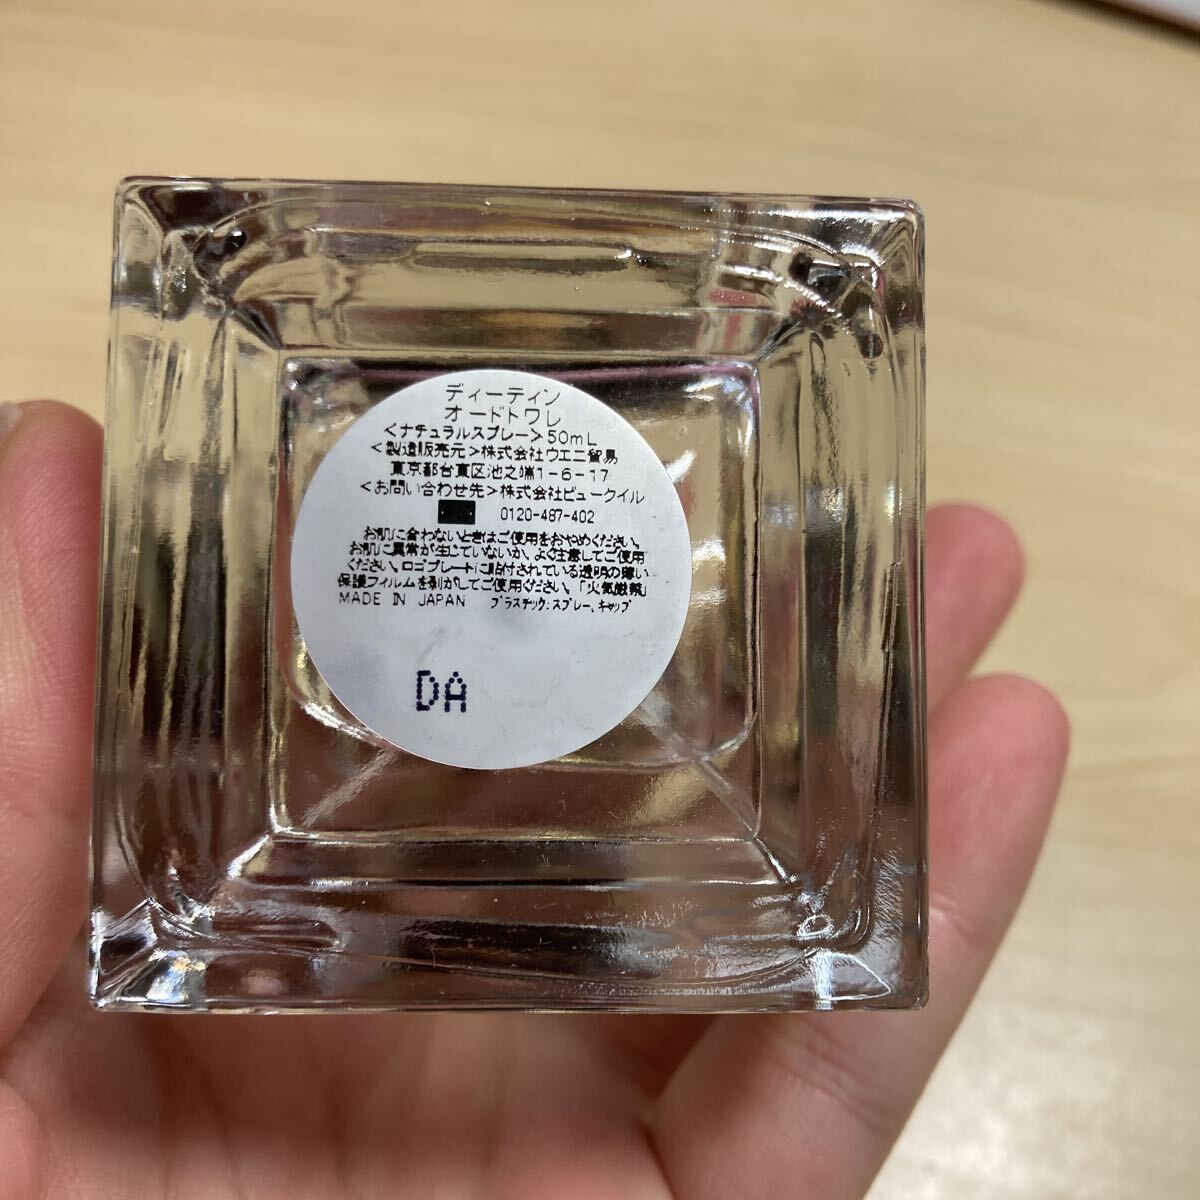 ディーティン
オードトワレ
<ナチュラルスプレー>50mL
<製造販売元>株式会社ウエニ貿易
東京都台東区池之端1-6-17
<お問い合わせ先>株式会社ビュークイル
0120-487-402
お肌に合わないときはご使用をおやめください。
お肌に異常が生じていないか、よく注意してご使用
ください。ロゴプレートに貼付されている透明の薄い
保護フィルムを剥がしてご使用ください。「火気厳禁」
MADE IN JAPAN プラスチック:スプレー、キャップ
DA